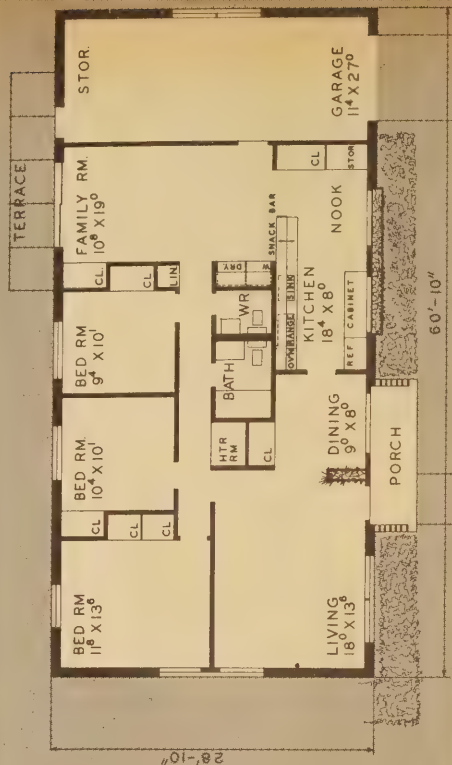 TERRACE
STOR.
FAMILY RM.
10⁸ X 19⁰
BED RM
9⁴ X 10¹
BED RM.
10⁴ X 10¹
BED RM
11⁸ X 13⁶
CL.
CL
LIN.
CL
CL
CL
GARAGE
11⁴ X 27⁰
CL
STOR
SNACK BAR
DRY.
W
WR
BATH
HTR
RM
CL
OVN
RANGE
SINK
KITCHEN
18⁴ X 8⁰
NOOK
REF
CABINET
DINING
9⁰ X 8⁰
LIVING
18⁰ X 13⁶
PORCH
60'-10"
28'-10"